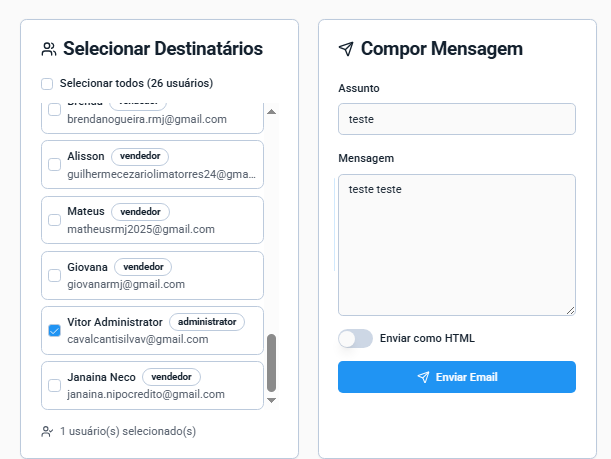 Selecionar Destinatários
Selecionar todos (26 usuários)
Brenda vendedor
brendanogueira.rmj@gmail.com
Alisson vendedor
guilhermecezariolimatorres24@gma...
Mateus vendedor
matheusrmj2025@gmail.com
Giovana vendedor
giovanarmj@gmail.com
Vitor Administrator administrator
cavalcantisilvav@gmail.com
Janaina Neco vendedor
janaina.nipocredito@gmail.com
1 usuário(s) selecionado(s)
Compor Mensagem
Assunto
teste
Mensagem
teste teste
Enviar como HTML
Enviar Email